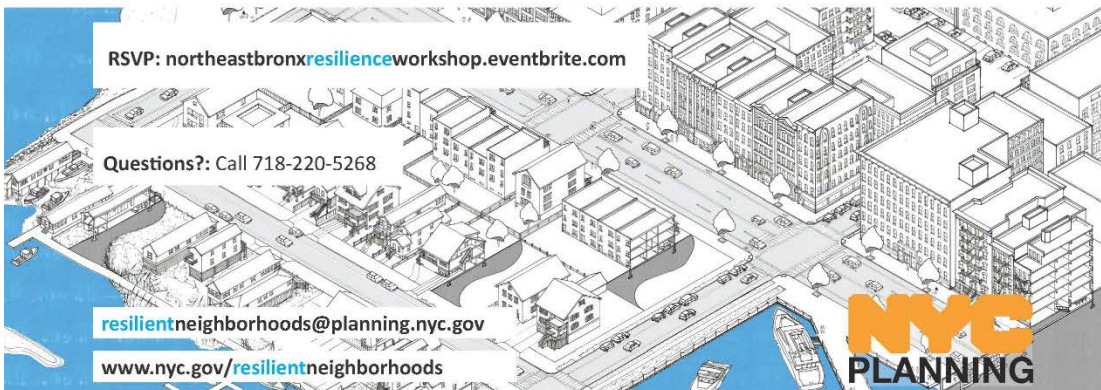 RSVP: northeastbronxresilienceworkshop.eventbrite.com
Questions?: Call 718-220-5268
resilientneighborhoods@planning.nyc.gov
www.nyc.gov/resilientneighborhoods
NYC
PLANNING